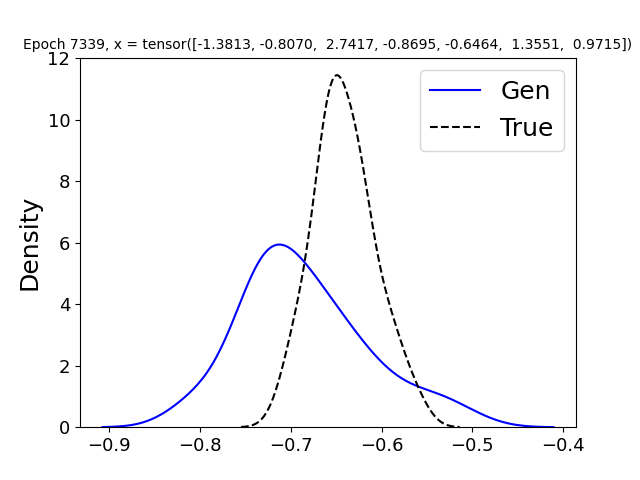 Epoch 7339, x = tensor([-1.3813, -0.8070,  2.7417, -0.8695, -0.6464,  1.3551,  0.9715])
12
10
8
6
4
2
0
Density
Gen
True
−0.9 −0.8 −0.7 −0.6 −0.5 −0.4